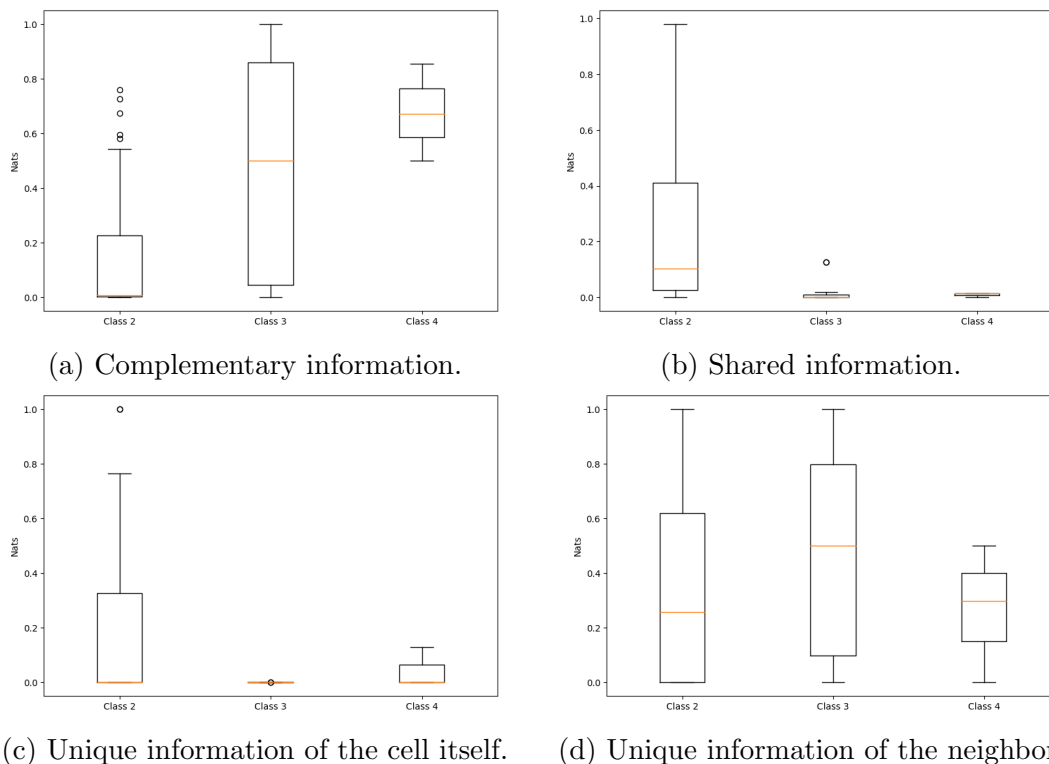 1.0
0.8
0.6
0.4
0.2
0.0
Nats
Class 2 Class 3 Class 4
(a) Complementary information.
1.0
0.8
0.6
0.4
0.2
0.0
Nats
Class 2 Class 3 Class 4
(b) Shared information.
1.0
0.8
0.6
0.4
0.2
0.0
Nats
Class 2 Class 3 Class 4
(c) Unique information of the cell itself.
1.0
0.8
0.6
0.4
0.2
0.0
Nats
Class 2 Class 3 Class 4
(d) Unique information of the neighbor